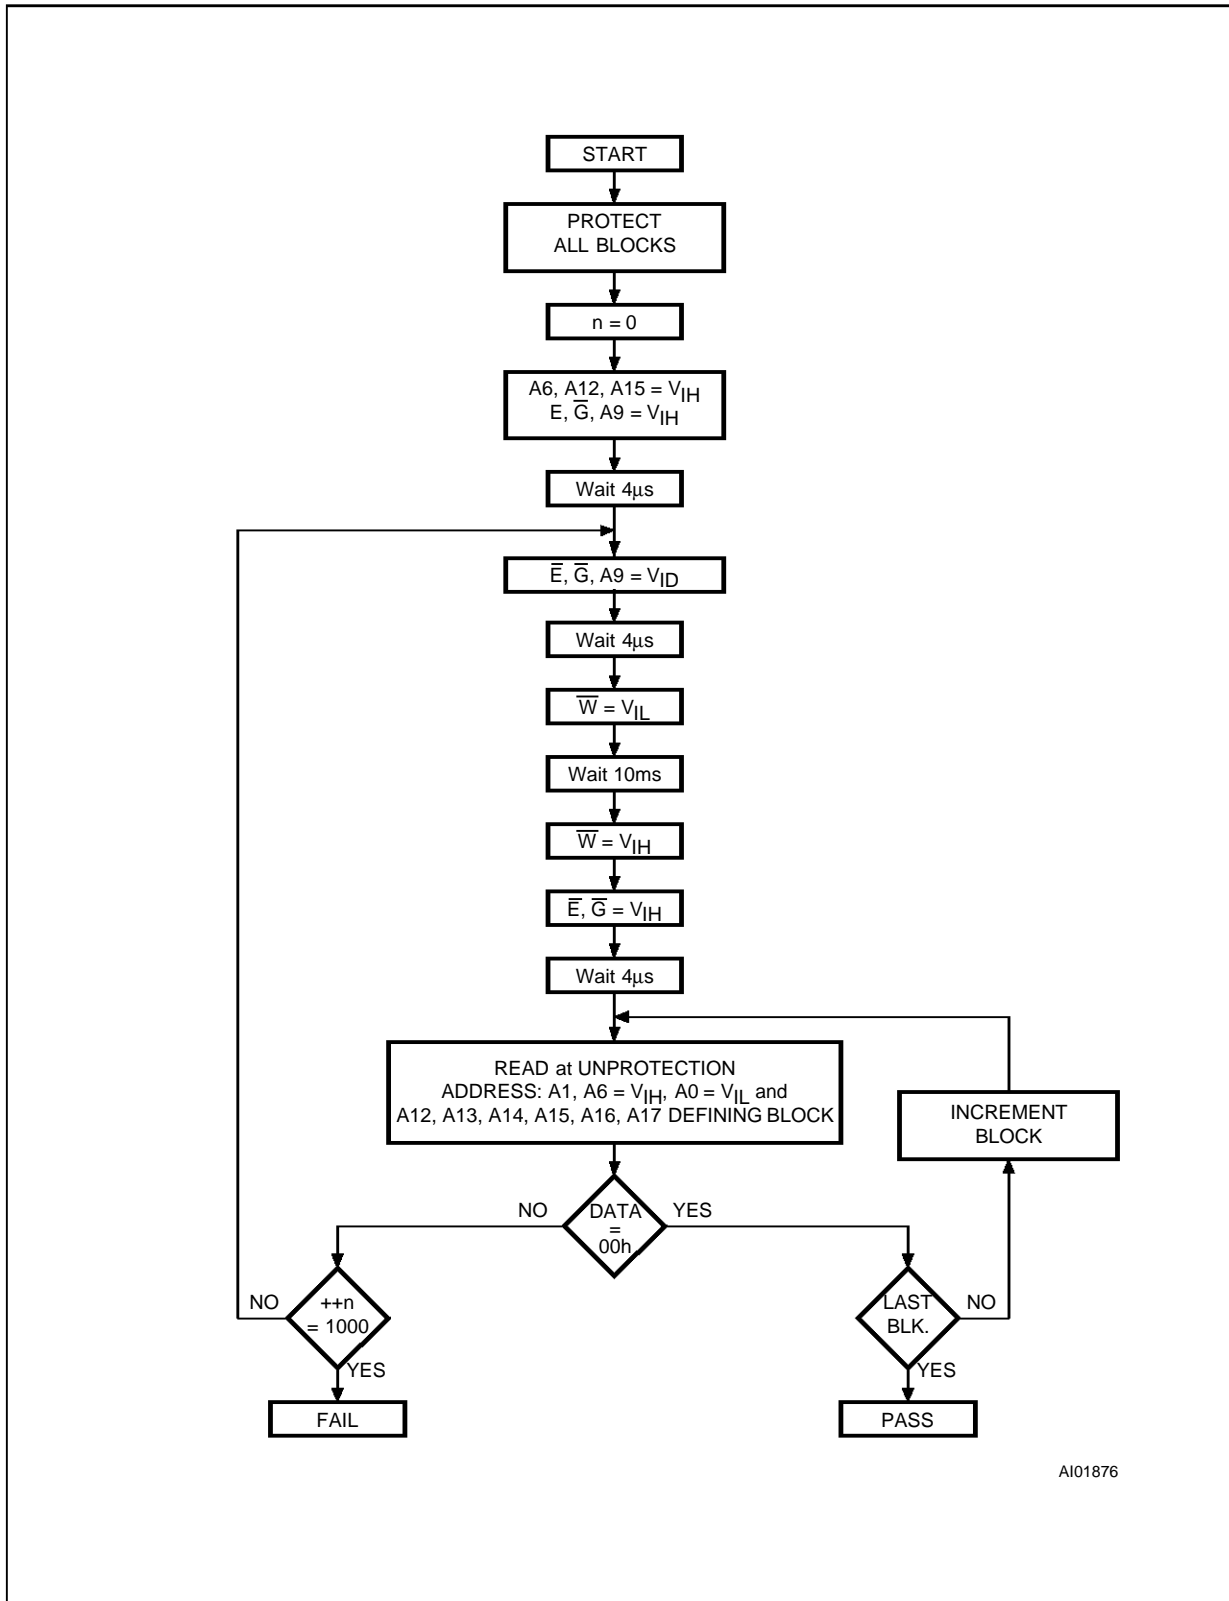 START
PROTECT
ALL BLOCKS
n = 0
A6, A12, A15 = VIH
E, G̅, A9 = VIH
Wait 4µs
E̅, G̅, A9 = VID
Wait 4µs
W̅ = VIL
Wait 10ms
W̅ = VIH
E̅, G̅ = VIH
Wait 4µs
READ at UNPROTECTION
ADDRESS: A1, A6 = VIH, A0 = VIL and
A12, A13, A14, A15, A16, A17 DEFINING BLOCK
INCREMENT
BLOCK
NO
DATA
=
00h
YES
NO
++n
= 1000
YES
FAIL
LAST
BLK.
NO
YES
PASS
AI01876